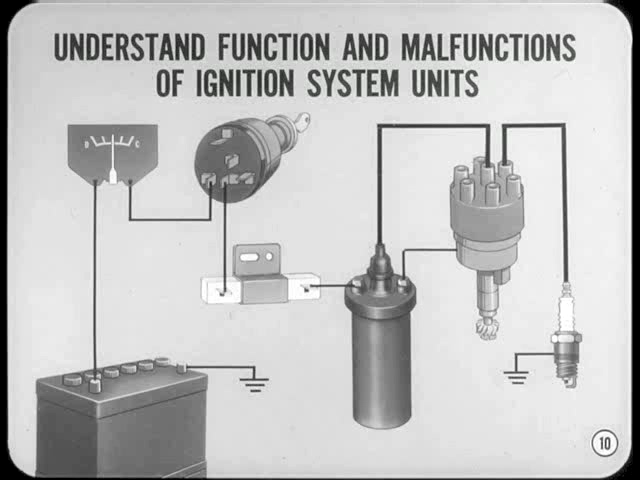 UNDERSTAND FUNCTION AND MALFUNCTIONS
OF IGNITION SYSTEM UNITS
D C
10